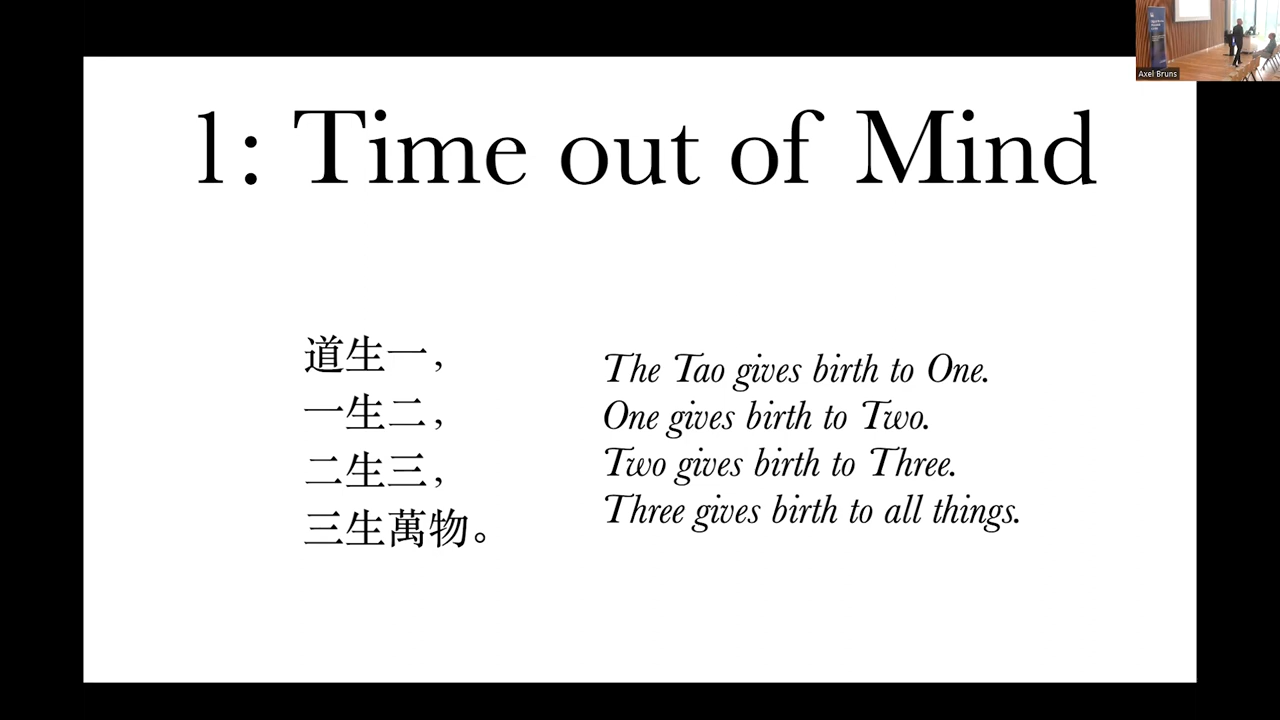 1: Time out of Mind
道生一，
一生二，
二生三，
三生萬物。
The Tao gives birth to One.
One gives birth to Two.
Two gives birth to Three.
Three gives birth to all things.
Axel Bruns